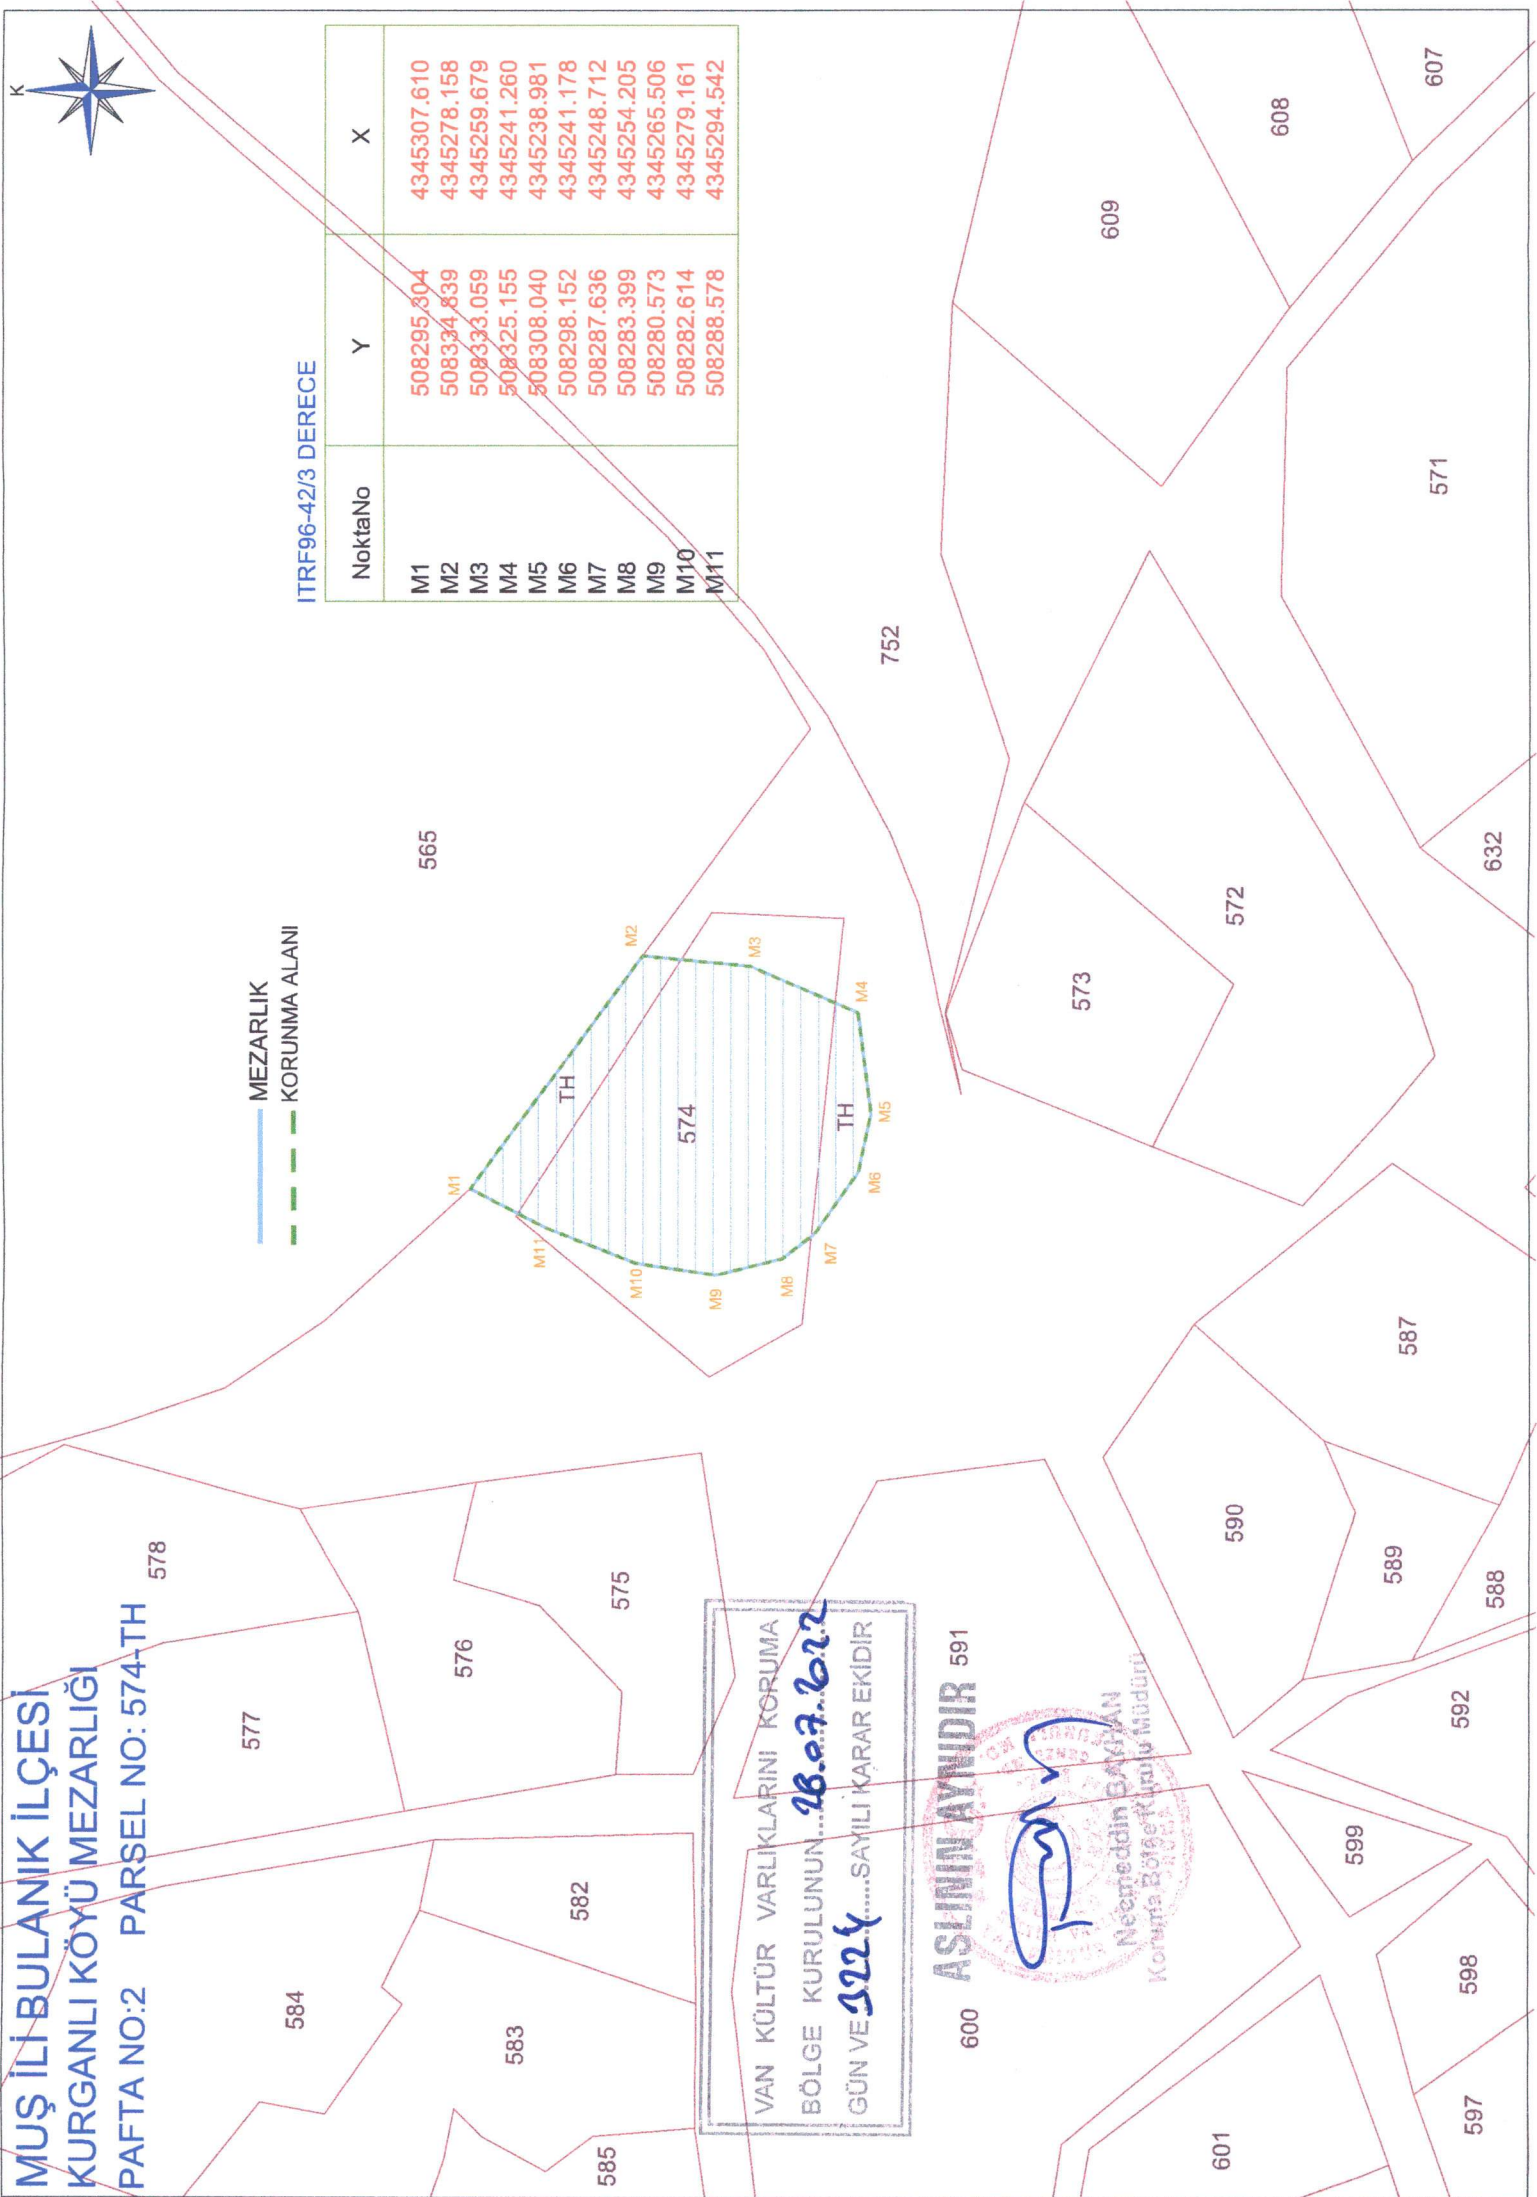 MUŞ İLİ BULANIK İLÇESİ
KURGANLI KÖYÜ MEZARLIĞI
PAFTA NO:2 PARSEL NO: 574-TH
K
MEZARLIK
KORUNMA ALANI
ITRF96-42/3 DERECE
NoktaNo Y X
M1 508295.304 4345307.610
M2 508334.839 4345278.158
M3 508333.059 4345259.679
M4 508325.155 4345241.260
M5 508308.040 4345238.981
M6 508298.152 4345241.178
M7 508287.636 4345248.712
M8 508283.399 4345254.205
M9 508280.573 4345265.506
M10 508282.614 4345279.161
M11 508288.578 4345294.542
578
577
584
565
576
583
582
575
585
M1
M2
M3
M4
M5
M6
M7
M8
M9
M10
M11
TH
574
TH
752
609
608
607
573
572
571
632
591
590
589
588
587
592
600
599
598
601
597
VAN KÜLTÜR VARLIKLARINI KORUMA
BÖLGE KURULUNUN 28.07.2022
GÜN VE 3224 SAYILI KARAR EKİDİR
ASLININ AYNIDIR
Necmeddin
Koruma Bölge Kurulu Müdürü